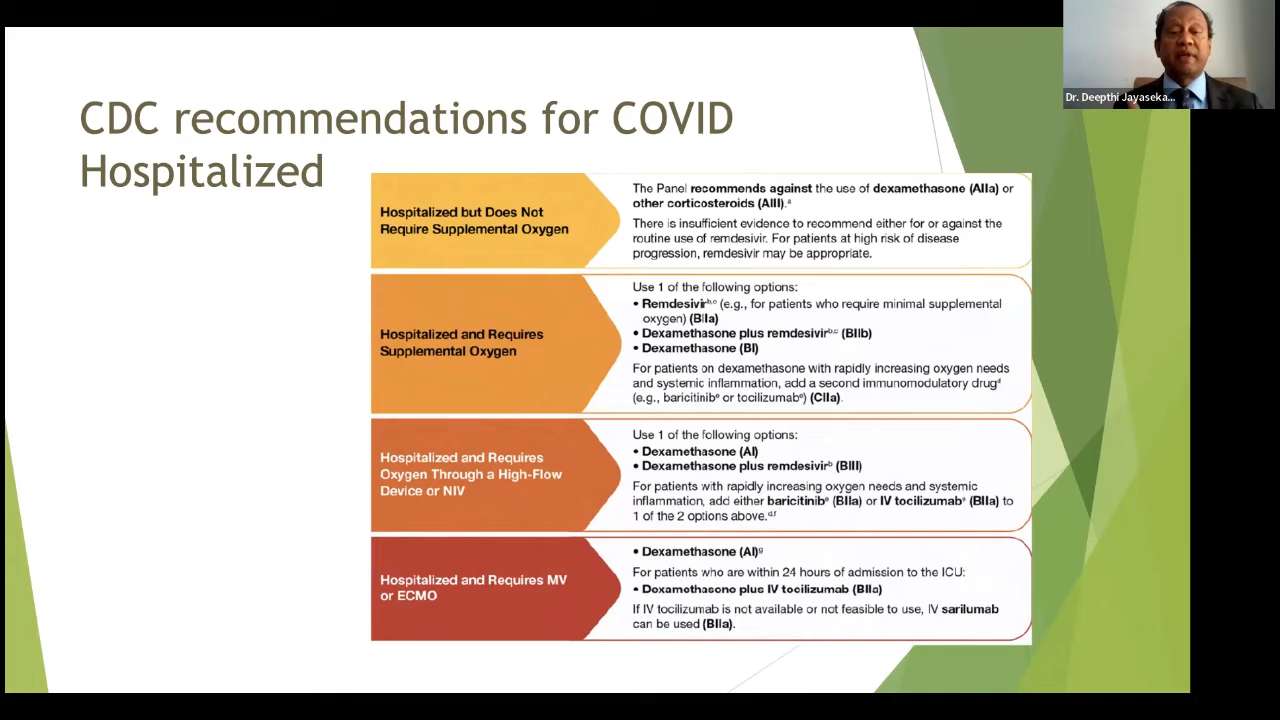 CDC recommendations for COVID
Hospitalized
Dr. Deepthi Jayaseka...
Hospitalized but Does Not
Require Supplemental Oxygen
The Panel recommends against the use of dexamethasone (AIIa) or
other corticosteroids (AIII).ᵃ
There is insufficient evidence to recommend either for or against the
routine use of remdesivir. For patients at high risk of disease
progression, remdesivir may be appropriate.
Hospitalized and Requires
Supplemental Oxygen
Use 1 of the following options:
• Remdesivirᵇ,ᶜ (e.g., for patients who require minimal supplemental
oxygen) (BIIa)
• Dexamethasone plus remdesivirᵇ,ᶜ (BIIb)
• Dexamethasone (BI)
For patients on dexamethasone with rapidly increasing oxygen needs
and systemic inflammation, add a second immunomodulatory drugᵈ
(e.g., baricitinibᵉ or tocilizumabᵉ) (CIIa).
Hospitalized and Requires
Oxygen Through a High-Flow
Device or NIV
Use 1 of the following options:
• Dexamethasone (AI)
• Dexamethasone plus remdesivirᵇ (BIII)
For patients with rapidly increasing oxygen needs and systemic
inflammation, add either baricitinibᵉ (BIIa) or IV tocilizumabᵉ (BIIa) to
1 of the 2 options above.ᵈ,ᶠ
Hospitalized and Requires MV
or ECMO
• Dexamethasone (AI)ᵍ
For patients who are within 24 hours of admission to the ICU:
• Dexamethasone plus IV tocilizumab (BIIa)
If IV tocilizumab is not available or not feasible to use, IV sarilumab
can be used (BIIa).